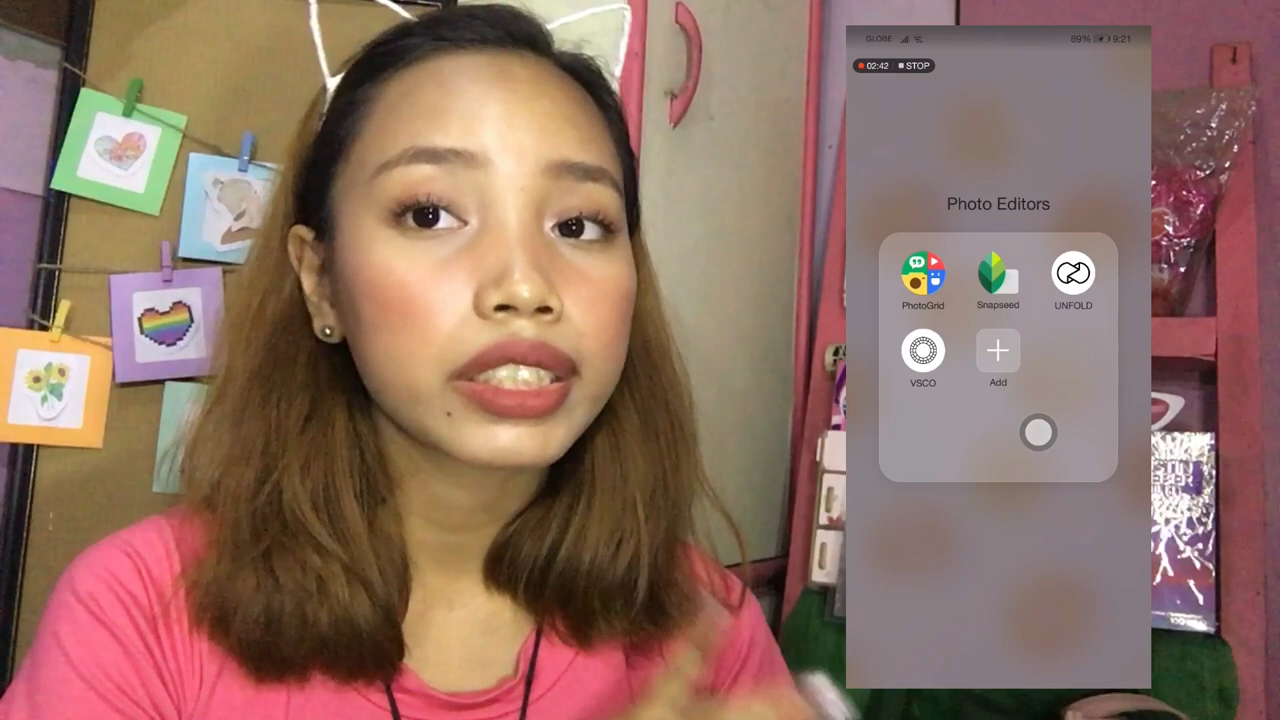 GLOBE 69% 9:21
02:42 STOP
Photo Editors
PhotoGrid Snapseed UNFOLD
VSCO Add